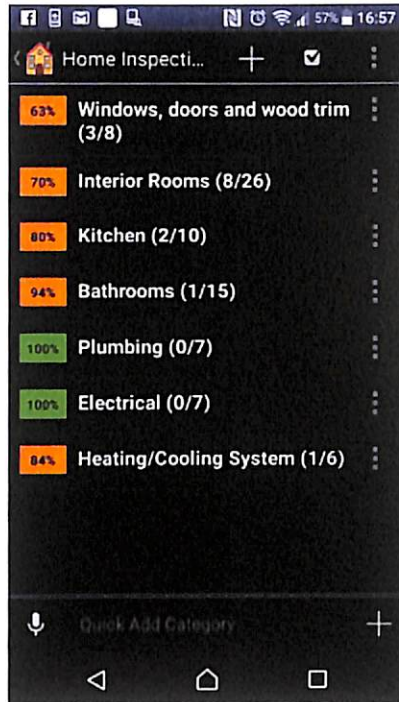 57% 16:57
Home Inspecti...
63% Windows, doors and wood trim
(3/8)
70% Interior Rooms (8/26)
80% Kitchen (2/10)
94% Bathrooms (1/15)
100% Plumbing (0/7)
100% Electrical (0/7)
84% Heating/Cooling System (1/6)
Quick Add Category